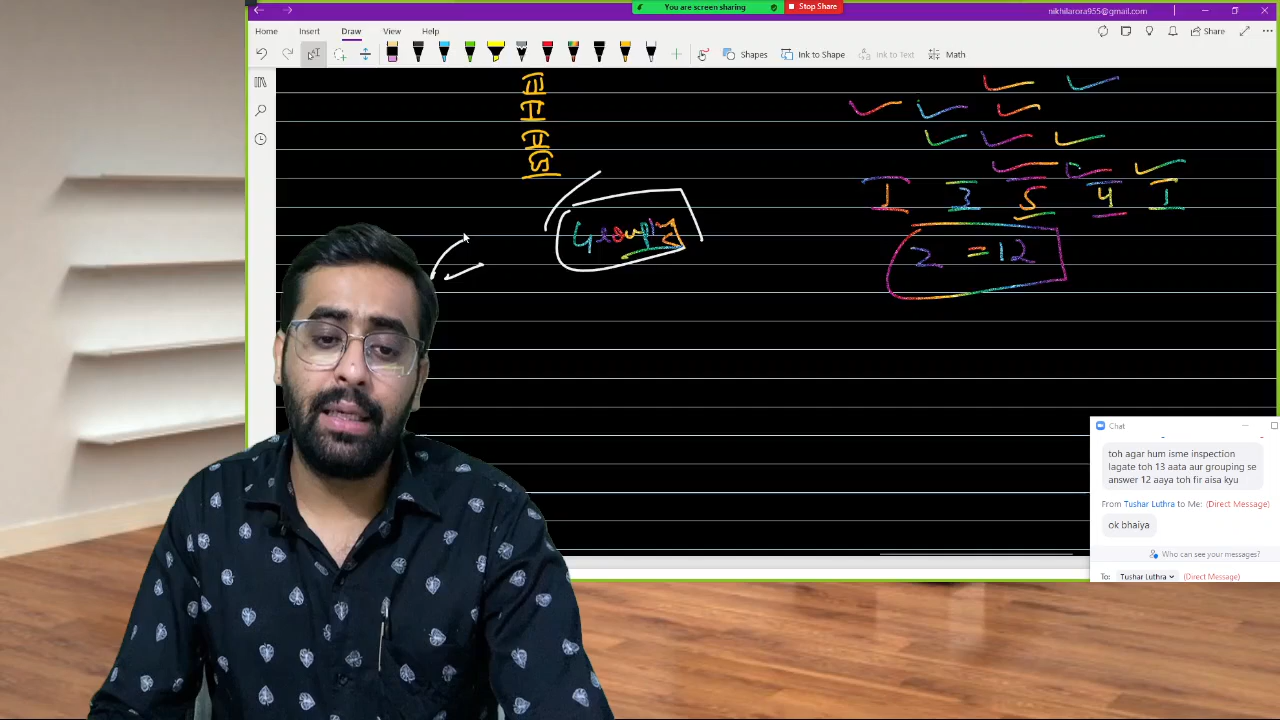 You are screen sharing
Stop Share
nikhilarora955@gmail.com
Home Insert Draw View Help
Share
Shapes Ink to Shape Ink to Text Math
III
IV
V
VI
1 3 5 4 1
Grouping
Z = 12
Chat
toh agar hum isme inspection
lagate toh 13 aata aur grouping se
answer 12 aaya toh fir aisa kyu
From Tushar Luthra to Me: (Direct Message)
ok bhaiya
Who can see your messages?
To: Tushar Luthra (Direct Message)